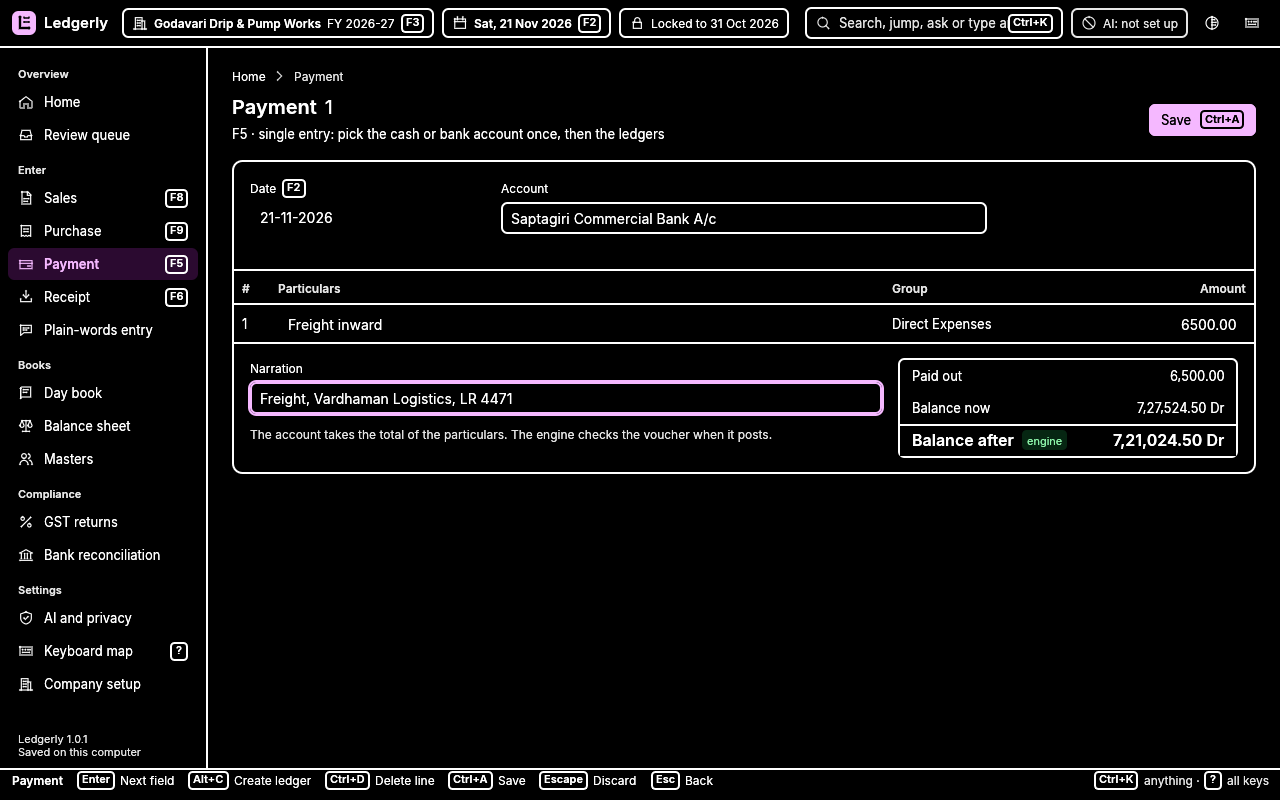 Ledgerly
Godavari Drip & Pump Works FY 2026-27 F3
Sat, 21 Nov 2026 F2
Locked to 31 Oct 2026
Search, jump, ask or type a Ctrl+K
AI: not set up
Overview
Home
Review queue
Enter
Sales F8
Purchase F9
Payment F5
Receipt F6
Plain-words entry
Books
Day book
Balance sheet
Masters
Compliance
GST returns
Bank reconciliation
Settings
AI and privacy
Keyboard map ?
Company setup
Ledgerly 1.0.1
Saved on this computer
Home > Payment
Payment 1
F5 · single entry: pick the cash or bank account once, then the ledgers
Save Ctrl+A
Date F2
21-11-2026
Account
Saptagiri Commercial Bank A/c
# Particulars Group Amount
1 Freight inward Direct Expenses 6500.00
Narration
Freight, Vardhaman Logistics, LR 4471
The account takes the total of the particulars. The engine checks the voucher when it posts.
Paid out 6,500.00
Balance now 7,27,524.50 Dr
Balance after engine 7,21,024.50 Dr
Payment Enter Next field Alt+C Create ledger Ctrl+D Delete line Ctrl+A Save Escape Discard Esc Back
Ctrl+K anything · ? all keys